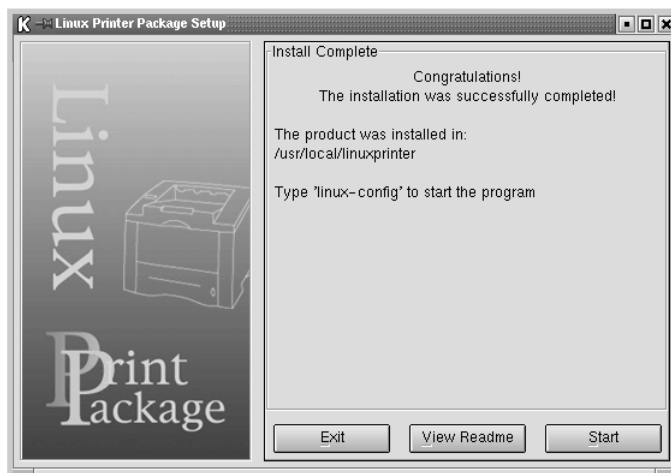 Linux Printer Package Setup
Linux
Print
Package
Install Complete
Congratulations!
The installation was successfully completed!
The product was installed in:
/usr/local/linuxprinter
Type 'linux-config' to start the program
Exit
View Readme
Start